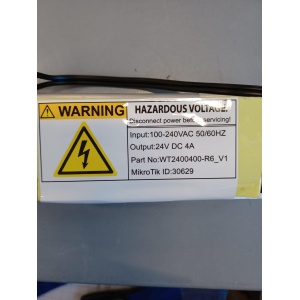 WARNING
HAZARDOUS VOLTAGE.
Disconnect power before servicing!
Input:100-240VAC 50/60HZ
Output:24V DC 4A
Part No:WT2400400-R6_V1
MikroTik ID:30629